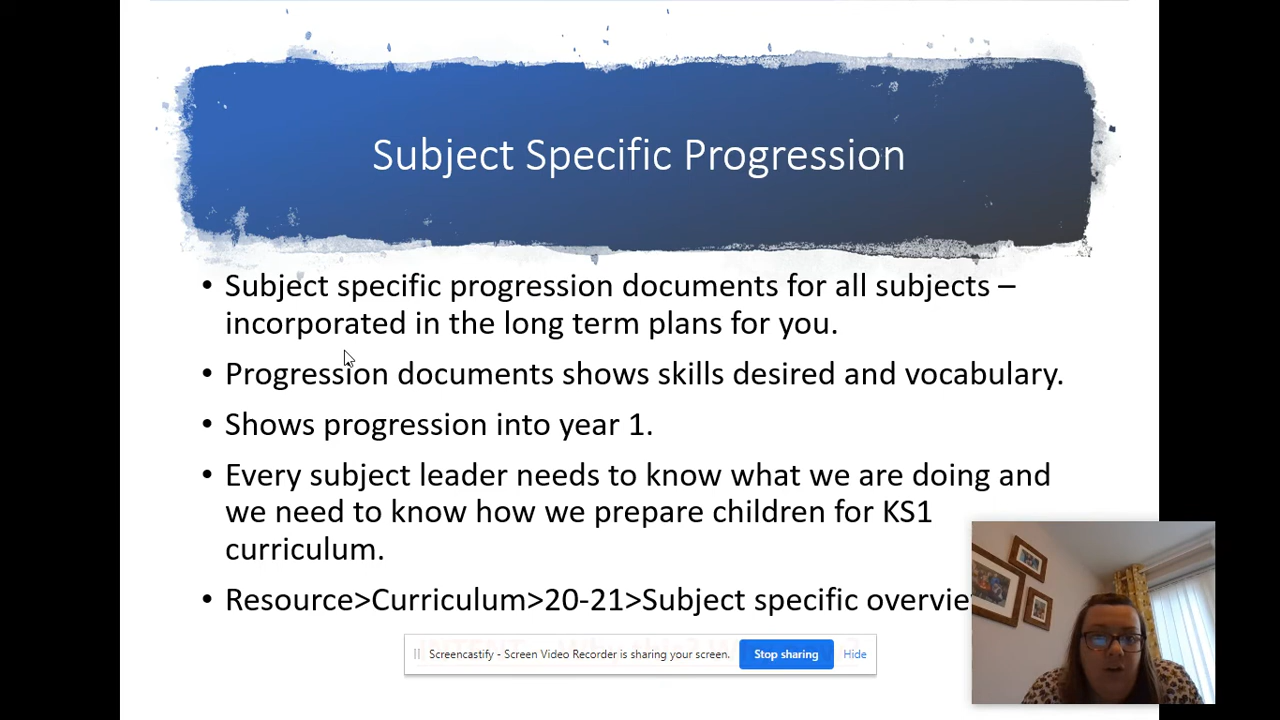 Subject Specific Progression
• Subject specific progression documents for all subjects –
incorporated in the long term plans for you.
• Progression documents shows skills desired and vocabulary.
• Shows progression into year 1.
• Every subject leader needs to know what we are doing and
we need to know how we prepare children for KS1
curriculum.
• Resource>Curriculum>20-21>Subject specific
Screencastify - Screen Video Recorder is sharing your screen. Stop sharing Hide